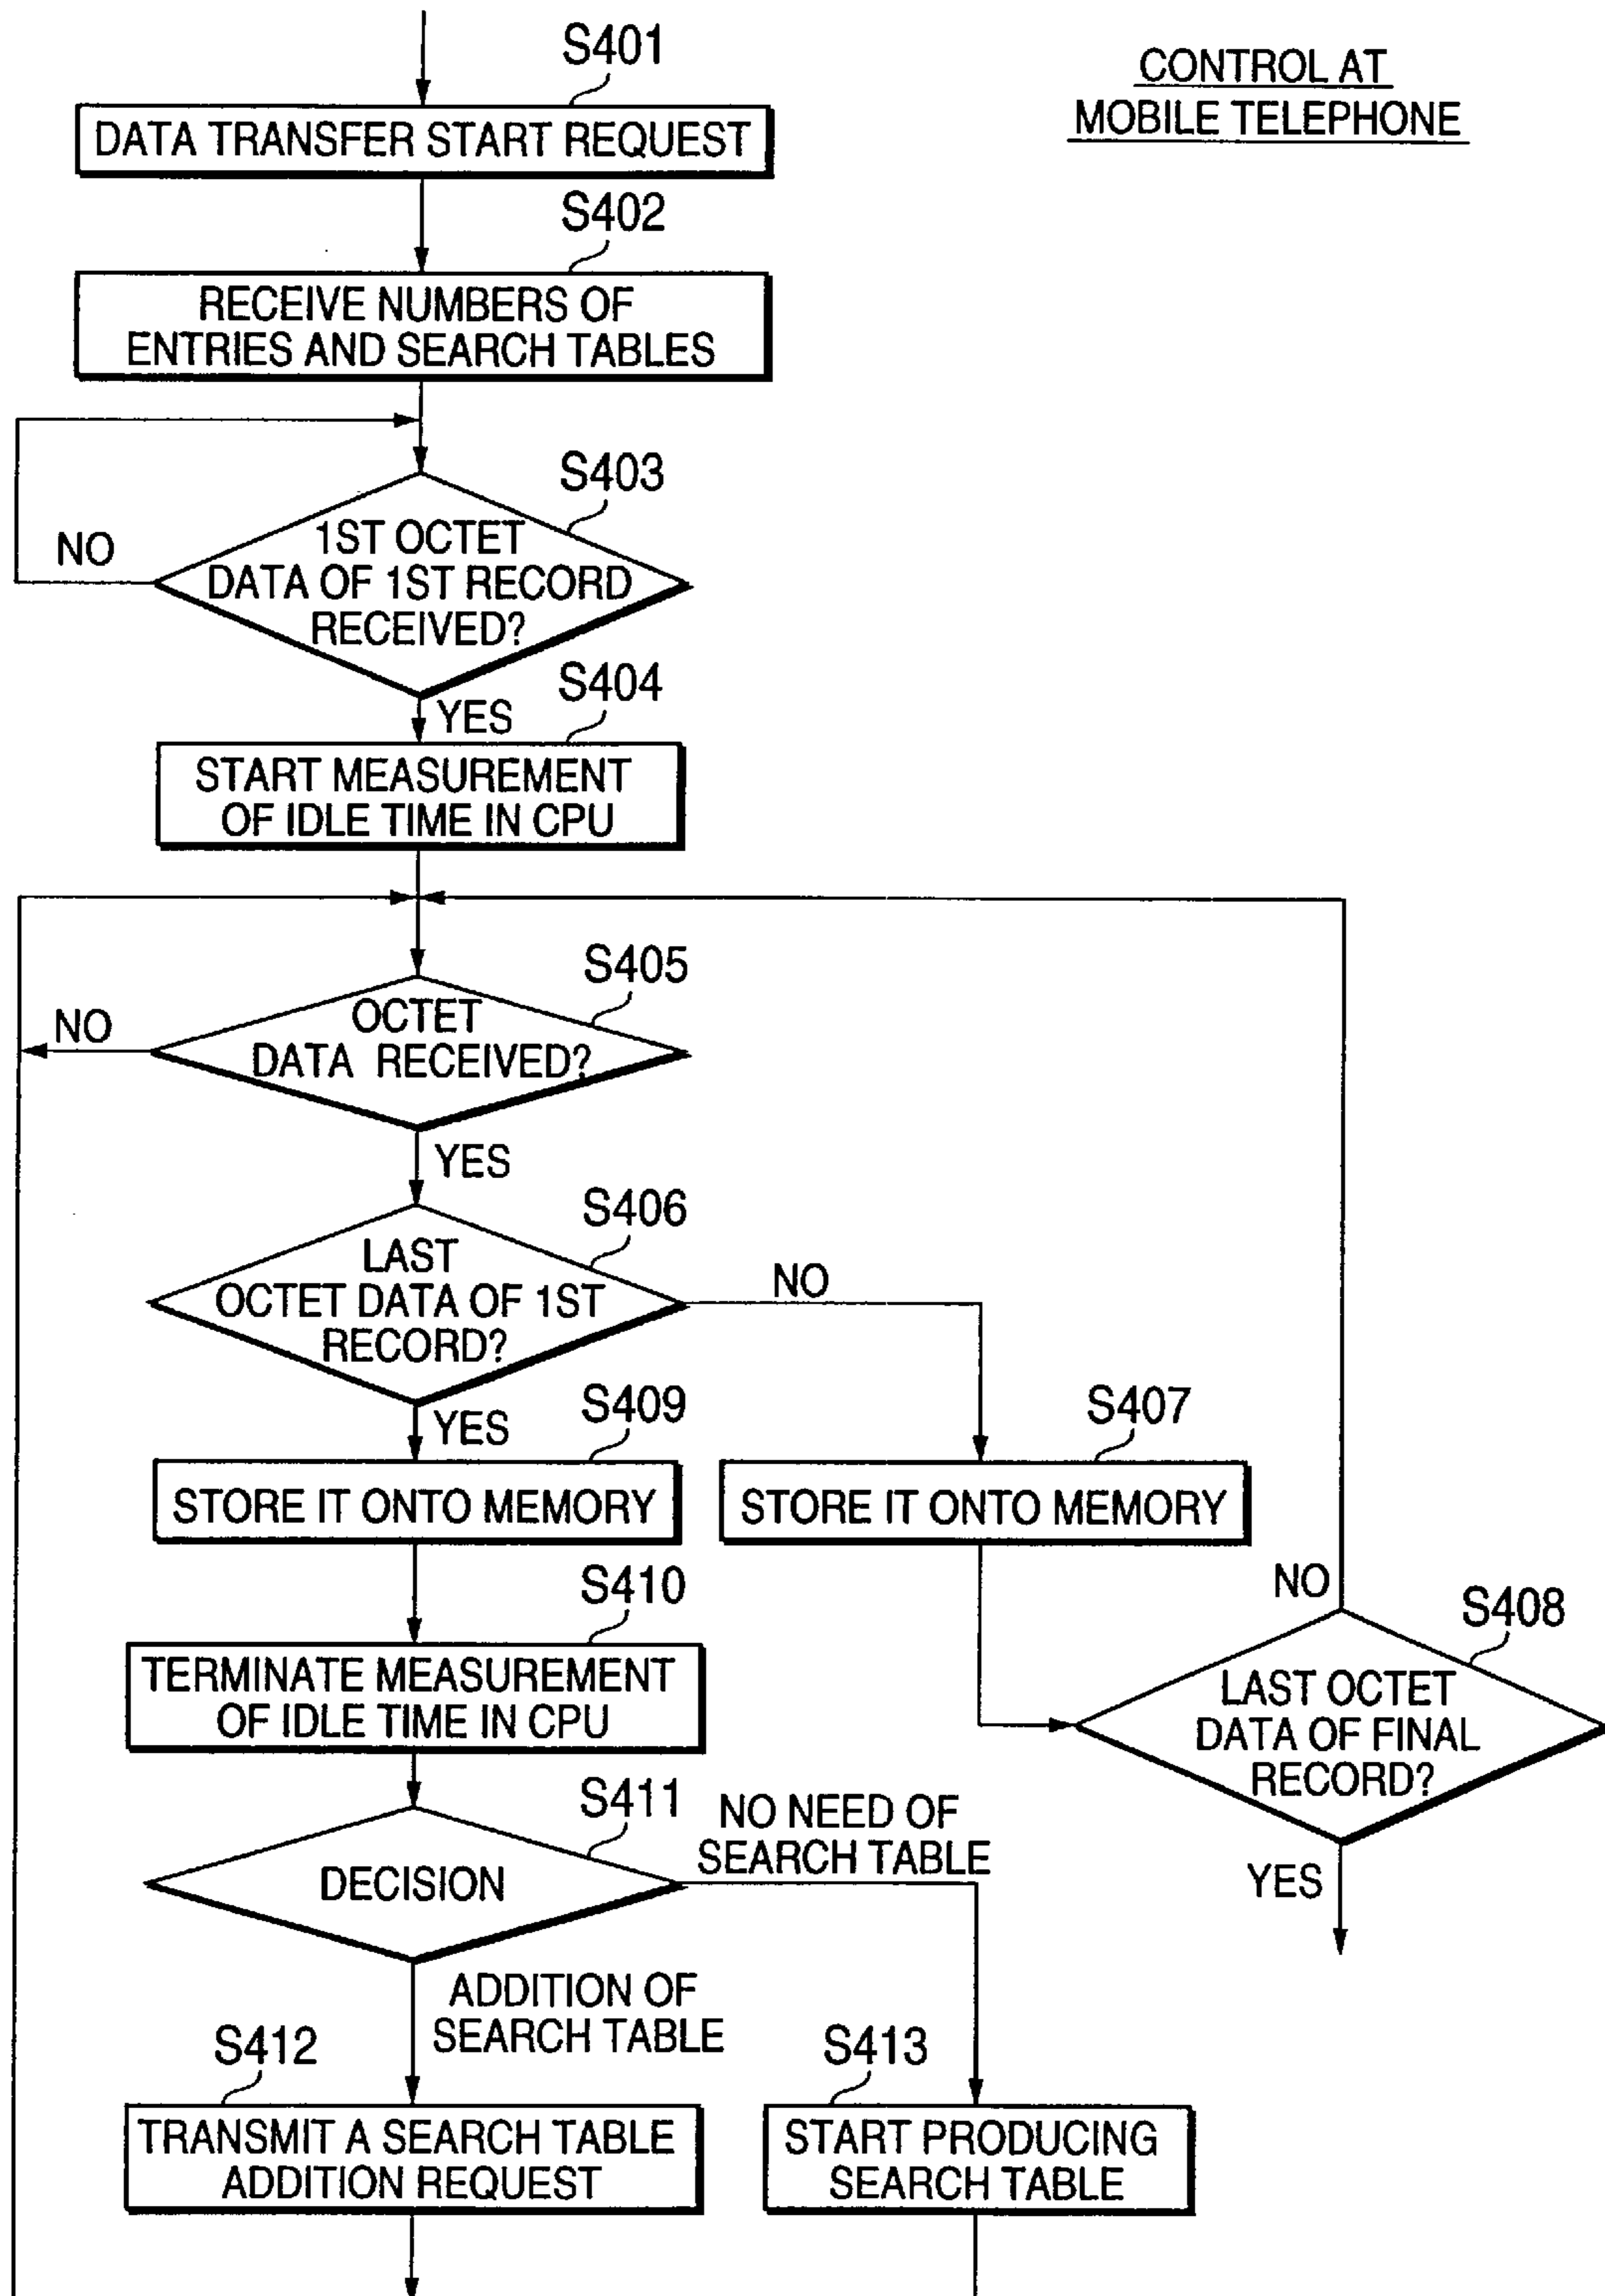 CONTROL AT
MOBILE TELEPHONE
S401
DATA TRANSFER START REQUEST
S402
RECEIVE NUMBERS OF
ENTRIES AND SEARCH TABLES
S403
1ST OCTET
DATA OF 1ST RECORD
RECEIVED?
NO
YES
S404
START MEASUREMENT
OF IDLE TIME IN CPU
S405
OCTET
DATA RECEIVED?
NO
YES
S406
LAST
OCTET DATA OF 1ST
RECORD?
NO
YES
S409
STORE IT ONTO MEMORY
S407
STORE IT ONTO MEMORY
S410
TERMINATE MEASUREMENT
OF IDLE TIME IN CPU
NO
S408
LAST OCTET
DATA OF FINAL
RECORD?
YES
S411
DECISION
NO NEED OF
SEARCH TABLE
ADDITION OF
SEARCH TABLE
S412
TRANSMIT A SEARCH TABLE
ADDITION REQUEST
S413
START PRODUCING
SEARCH TABLE